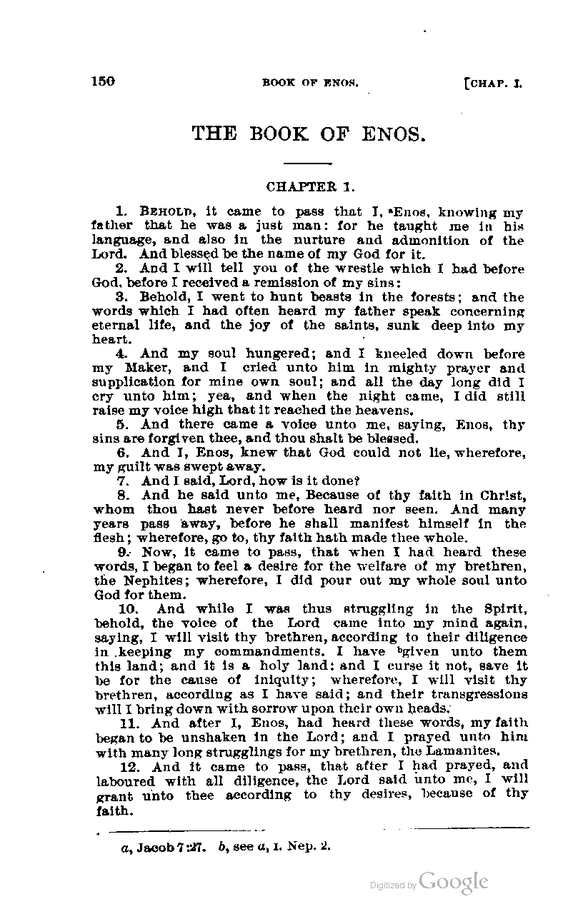 150 BOOK OF ENOS. [CHAP. I.
THE BOOK OF ENOS.
CHAPTER I.
1. BEHOLD, it came to pass that I, ᵃEnos, knowing my
father that he was a just man: for he taught me in his
language, and also in the nurture and admonition of the
Lord. And blessed be the name of my God for it.
2. And I will tell you of the wrestle which I had before
God, before I received a remission of my sins:
3. Behold, I went to hunt beasts in the forests; and the
words which I had often heard my father speak concerning
eternal life, and the joy of the saints, sunk deep into my
heart.
4. And my soul hungered; and I kneeled down before
my Maker, and I cried unto him in mighty prayer and
supplication for mine own soul; and all the day long did I
cry unto him; yea, and when the night came, I did still
raise my voice high that it reached the heavens.
5. And there came a voice unto me, saying, Enos, thy
sins are forgiven thee, and thou shalt be blessed.
6. And I, Enos, knew that God could not lie, wherefore,
my guilt was swept away.
7. And I said, Lord, how is it done?
8. And he said unto me, Because of thy faith in Christ,
whom thou hast never before heard nor seen. And many
years pass away, before he shall manifest himself in the
flesh; wherefore, go to, thy faith hath made thee whole.
9. Now, it came to pass, that when I had heard these
words, I began to feel a desire for the welfare of my brethren,
the Nephites; wherefore, I did pour out my whole soul unto
God for them.
10. And while I was thus struggling in the Spirit,
behold, the voice of the Lord came into my mind again,
saying, I will visit thy brethren, according to their diligence
in keeping my commandments. I have ᵇgiven unto them
this land; and it is a holy land: and I curse it not, save it
be for the cause of iniquity; wherefore, I will visit thy
brethren, according as I have said; and their transgressions
will I bring down with sorrow upon their own heads.
11. And after I, Enos, had heard these words, my faith
began to be unshaken in the Lord; and I prayed unto him
with many long strugglings for my brethren, the Lamanites.
12. And it came to pass, that after I had prayed, and
laboured with all diligence, the Lord said unto me, I will
grant unto thee according to thy desires, because of thy
faith.
a, Jacob 7:27. b, see a, I. Nep. 2.
Digitized by Google